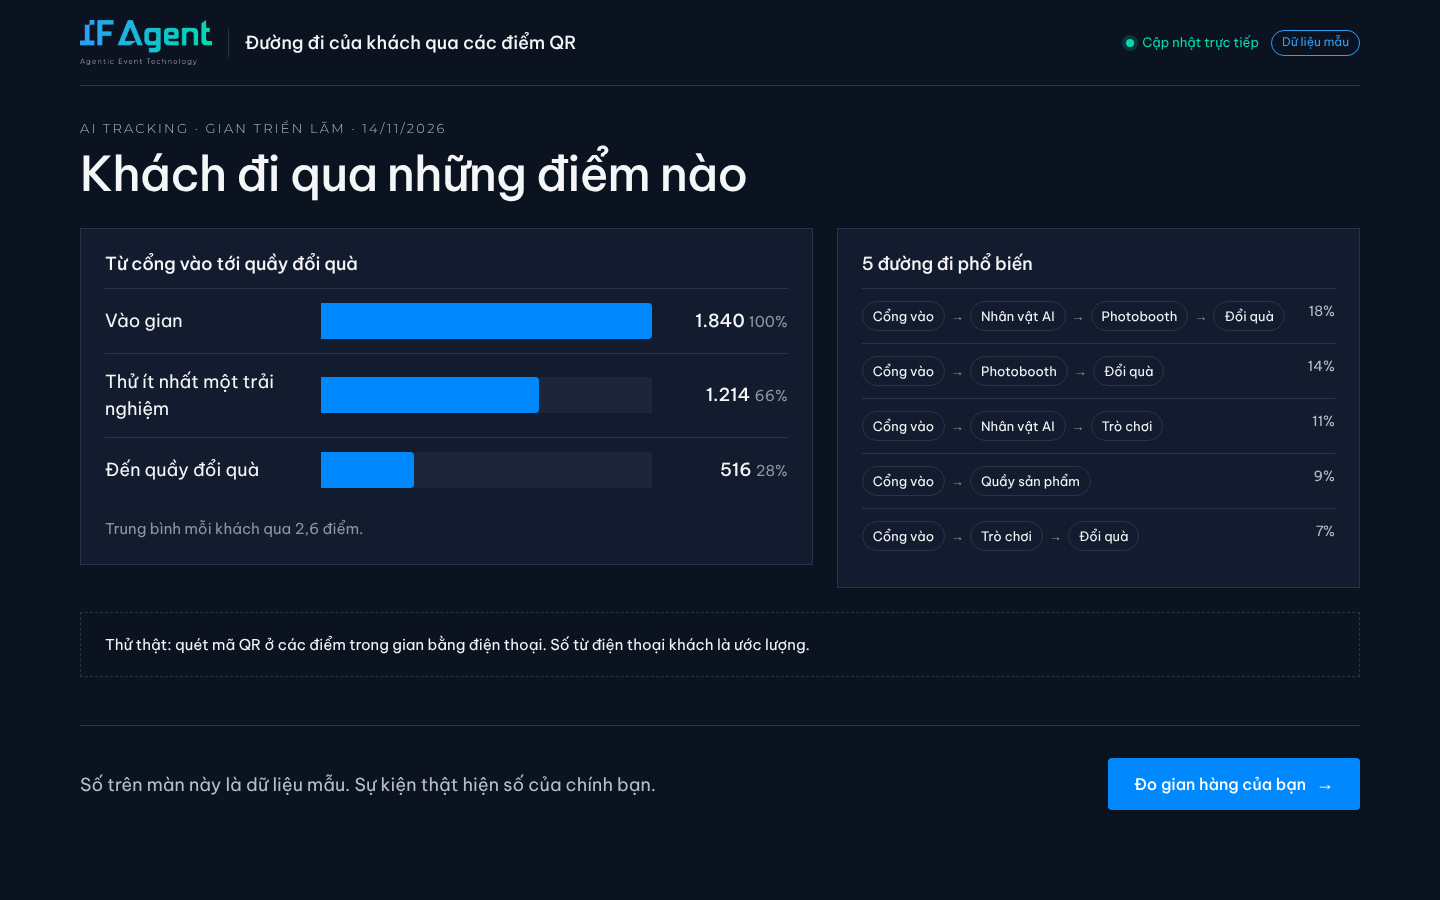 IF Agent
Agentic Event Technology
Đường đi của khách qua các điểm QR
Cập nhật trực tiếp
Dữ liệu mẫu
AI TRACKING · GIAN TRIỂN LÃM · 14/11/2026
Khách đi qua những điểm nào
Từ cổng vào tới quầy đổi quà
Vào gian 1.840 100%
Thử ít nhất một trải
nghiệm
1.214 66%
Đến quầy đổi quà 516 28%
Trung bình mỗi khách qua 2,6 điểm.
5 đường đi phổ biến
Cổng vào → Nhân vật AI → Photobooth → Đổi quà 18%
Cổng vào → Photobooth → Đổi quà 14%
Cổng vào → Nhân vật AI → Trò chơi 11%
Cổng vào → Quầy sản phẩm 9%
Cổng vào → Trò chơi → Đổi quà 7%
Thử thật: quét mã QR ở các điểm trong gian bằng điện thoại. Số từ điện thoại khách là ước lượng.
Số trên màn này là dữ liệu mẫu. Sự kiện thật hiện số của chính bạn.
Đo gian hàng của bạn →